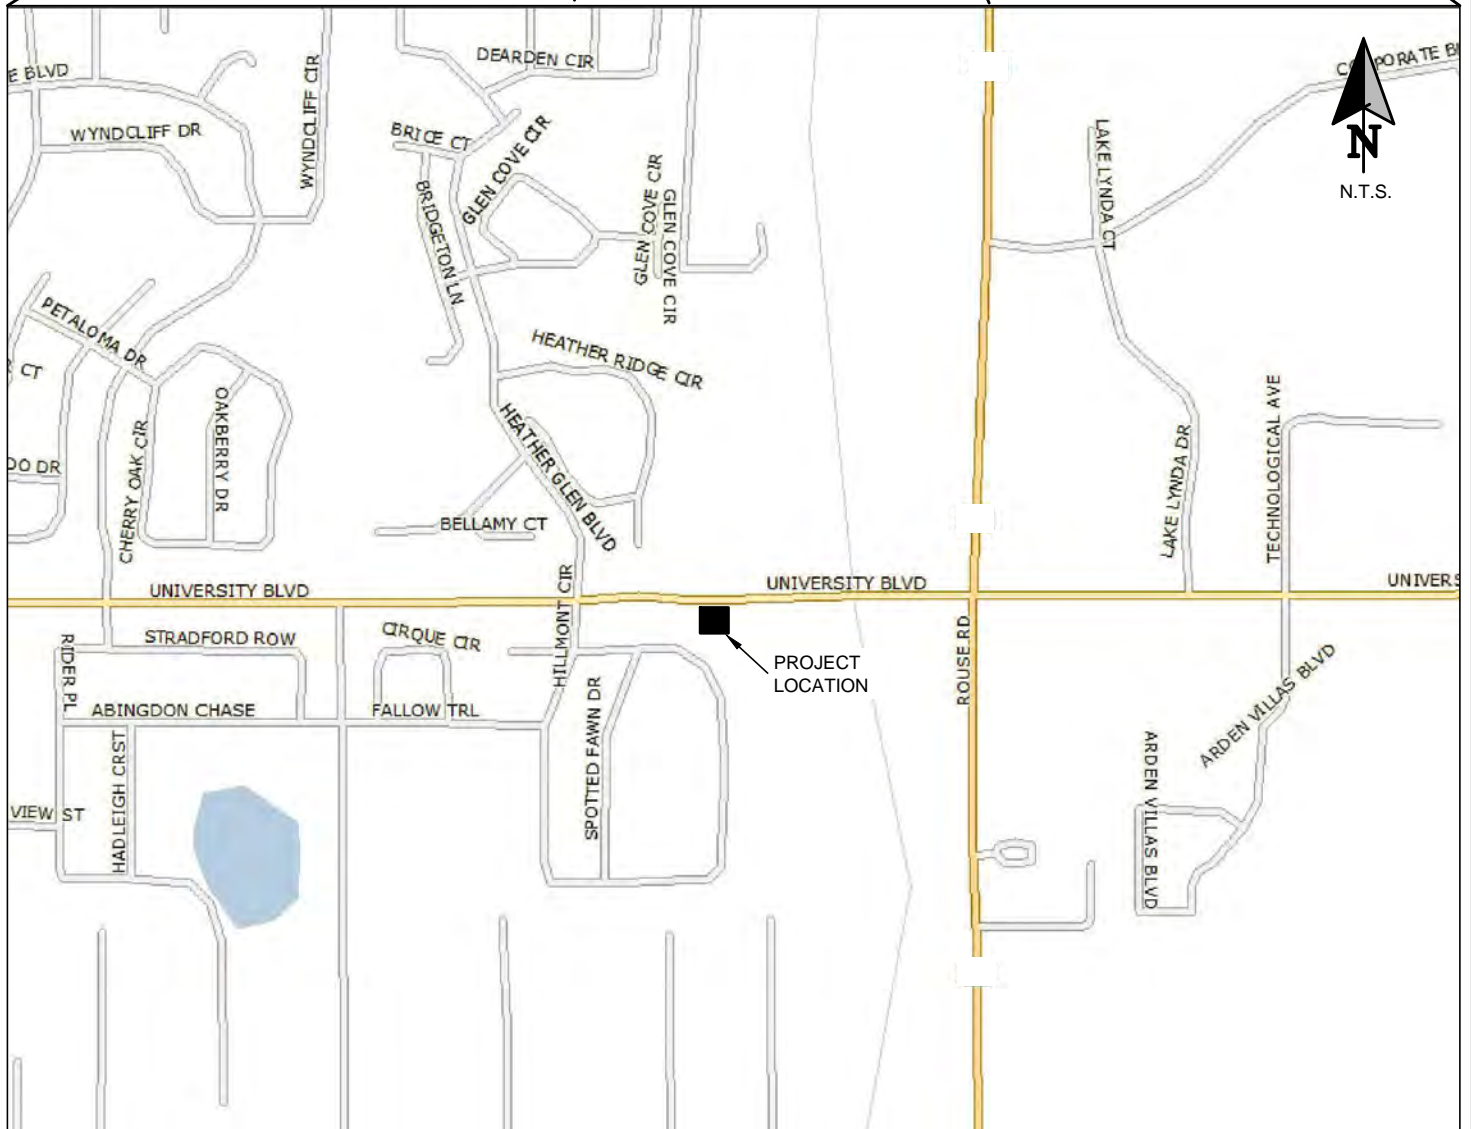 DEARDEN CIR
E BLVD
CORPORATE B
WYNDCLIFF DR
WYNDCLIFF CIR
BRICE CT
GLEN COVE CIR
LAKE LYNDA CT
N
N.T.S.
BRIDGETON LN
GLEN COVE CIR
GLEN COVE CIR
PETALOMA DR
HEATHER RIDGE CIR
CT
OAKBERRY DR
CHERRY OAK CIR
HEATHER GLEN BLVD
TECHNOLOGICAL AVE
LAKE LYNDA DR
DO DR
BELLAMY CT
UNIVERSITY BLVD
UNIVERSITY BLVD
UNIVERS
HILLMONT CIR
RIDER PL
STRADFORD ROW
CIRQUE CIR
ROUSE RD
PROJECT
LOCATION
ABINGDON CHASE
FALLOW TRL
SPOTTED FAWN DR
ARDEN VILLAS BLVD
ARDEN VILLAS BLVD
HADLEIGH CRST
VIEW ST